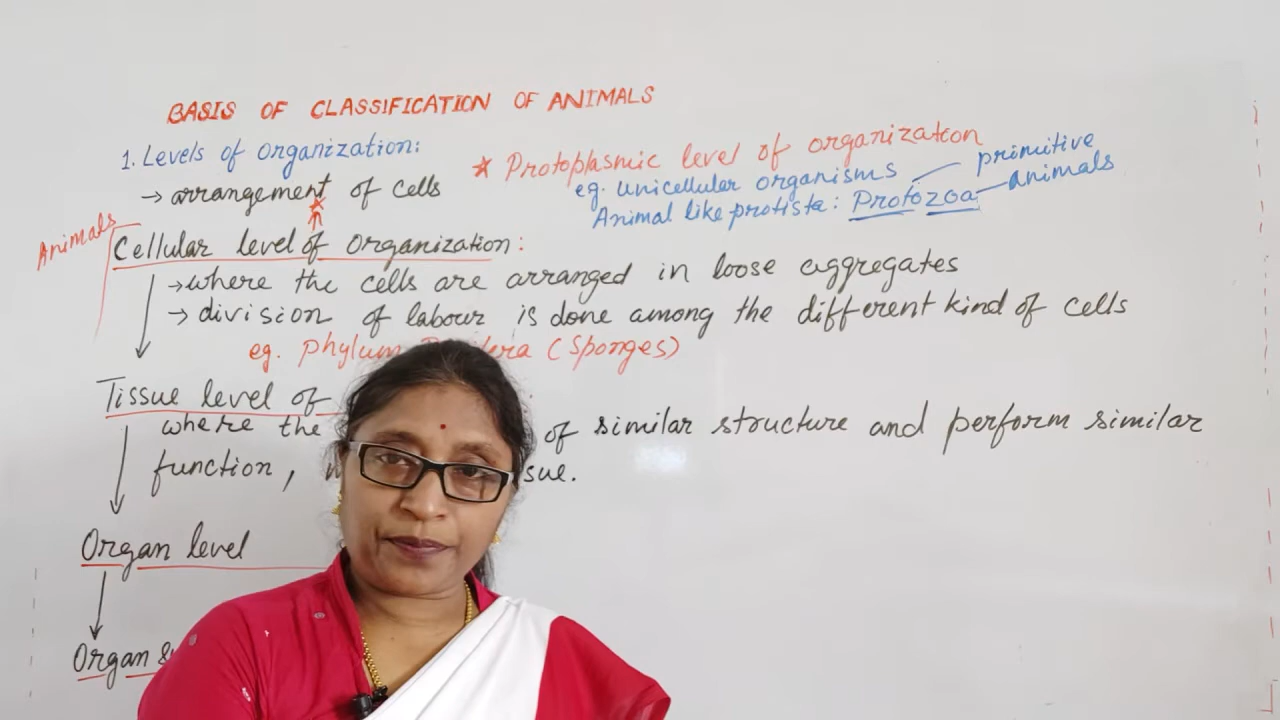 BASIS OF CLASSIFICATION OF ANIMALS
1. Levels of Organization:
→ arrangement of cells
★ Protoplasmic level of organization
eg. unicellular organisms
Animal like protista: Protozoa
primitive
animals
Animals
Cellular level of Organization:
→ where the cells are arranged in loose aggregates
→ division of labour is done among the different kind of cells
eg. Phylum (Sponges)
Tissue level of
where the of similar structure and perform similar
function,
Organ level
Organ